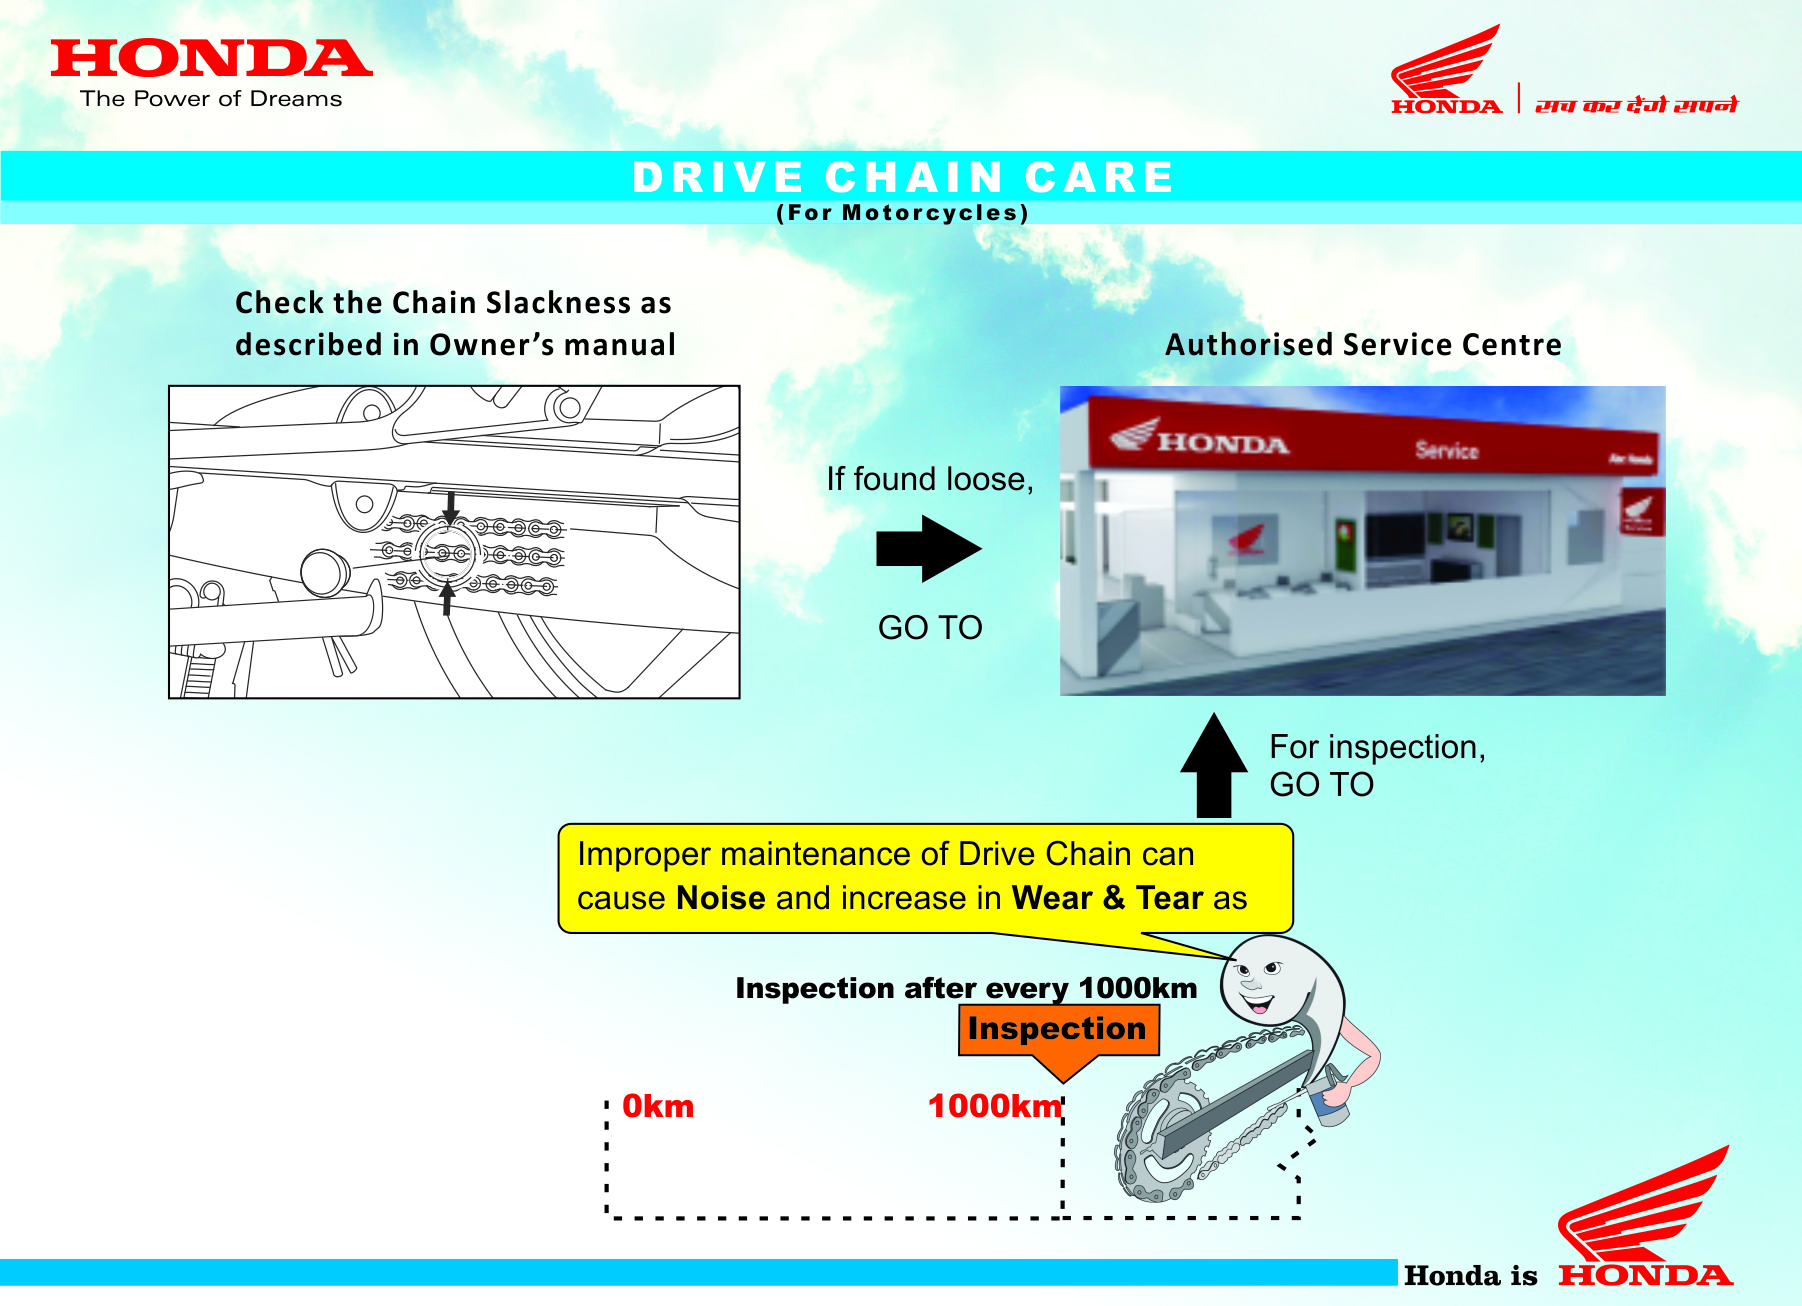 HONDA
The Power of Dreams
HONDA
सच कर देंगे सपने
DRIVE CHAIN CARE
(For Motorcycles)
Check the Chain Slackness as
described in Owner’s manual
Authorised Service Centre
If found loose,
GO TO
HONDA
Service
For inspection,
GO TO
Improper maintenance of Drive Chain can
cause Noise and increase in Wear & Tear as
Inspection after every 1000km
Inspection
0km
1000km
Honda is
HONDA